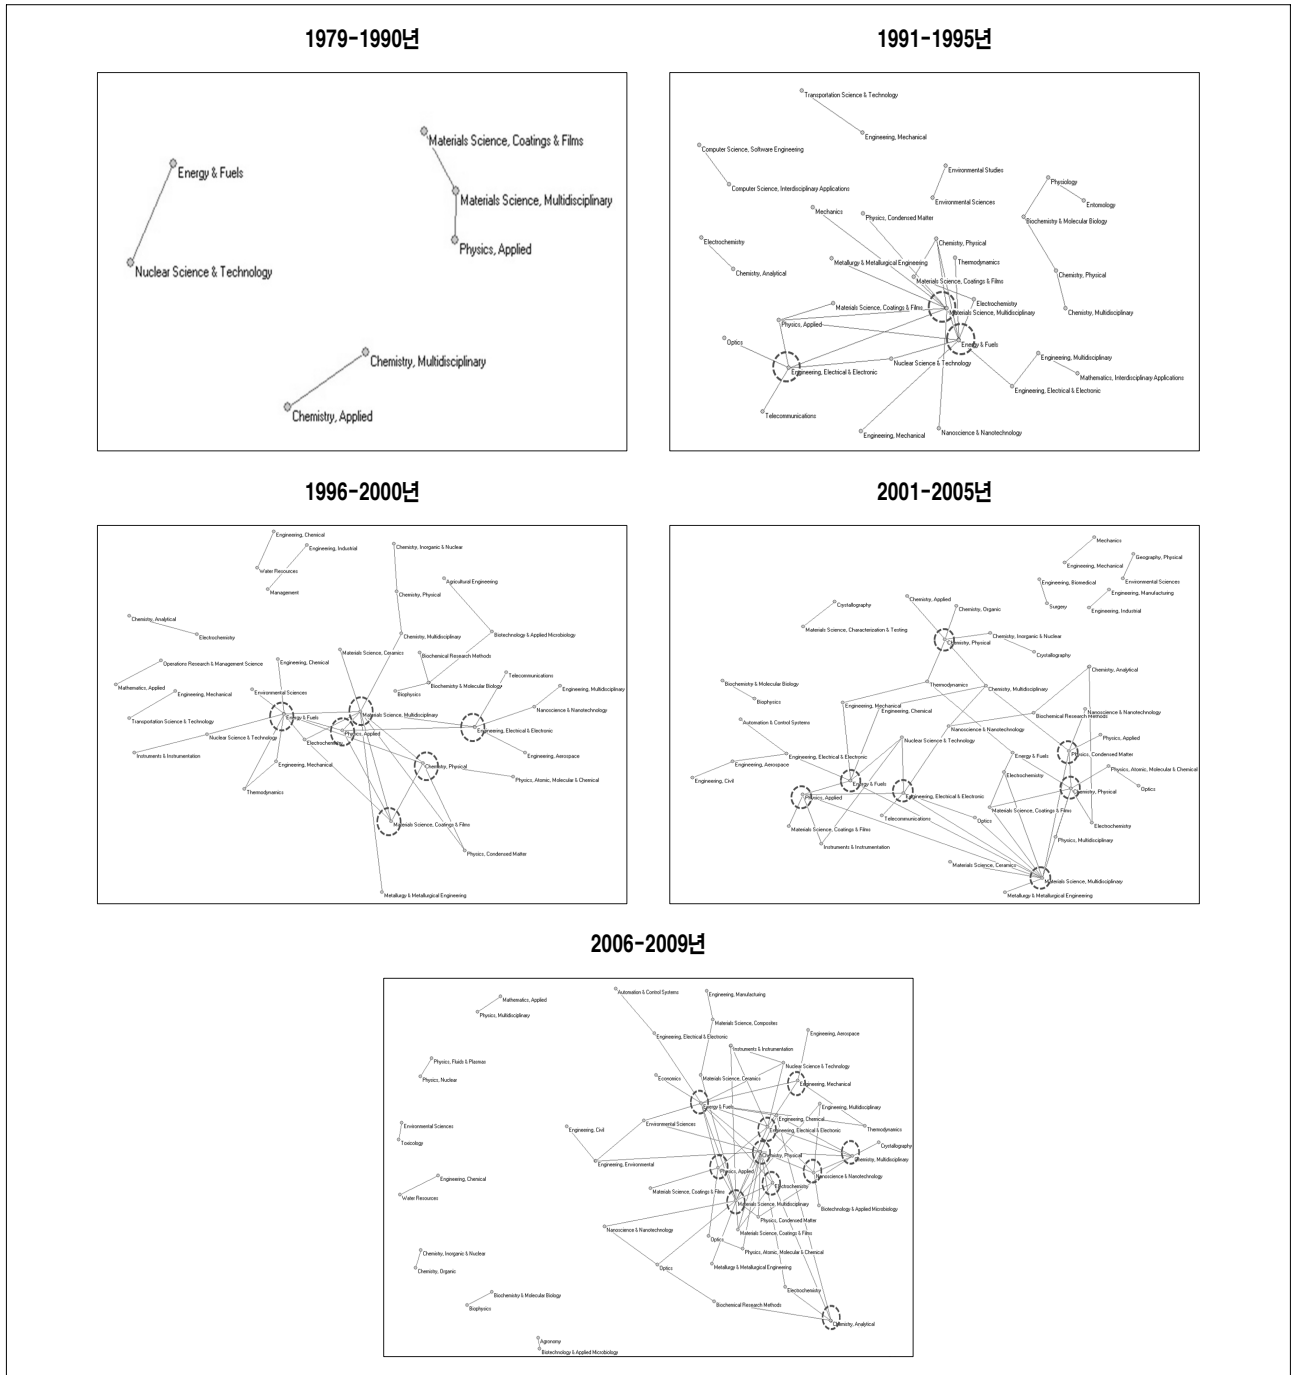 1979-1990년
Materials Science, Coatings & Films
Energy & Fuels
Materials Science, Multidisciplinary
Physics, Applied
Nuclear Science & Technology
Chemistry, Multidisciplinary
Chemistry, Applied
1991-1995년
Transportation Science & Technology
Engineering, Mechanical
Computer Science, Software Engineering
Computer Science, Interdisciplinary Applications
Environmental Studies
Environmental Sciences
Physiology
Entomology
Biochemistry & Molecular Biology
Mechanics
Physics, Condensed Matter
Electrochemistry
Chemistry, Analytical
Chemistry, Physical
Metallurgy & Metallurgical Engineering
Thermodynamics
Chemistry, Physical
Materials Science, Coatings & Films
Electrochemistry
Materials Science, Coatings & Films
Materials Science, Multidisciplinary
Chemistry, Multidisciplinary
Physics, Applied
Optics
Energy & Fuels
Nuclear Science & Technology
Engineering, Multidisciplinary
Engineering, Electrical & Electronic
Mathematics, Interdisciplinary Applications
Engineering, Electrical & Electronic
Telecommunications
Engineering, Mechanical
Nanoscience & Nanotechnology
1996-2000년
Engineering, Chemical
Engineering, Industrial
Chemistry, Inorganic & Nuclear
Water Resources
Management
Agricultural Engineering
Chemistry, Physical
Chemistry, Analytical
Electrochemistry
Chemistry, Multidisciplinary
Biotechnology & Applied Microbiology
Materials Science, Ceramics
Biochemical Research Methods
Operations Research & Management Science
Engineering, Chemical
Telecommunications
Mathematics, Applied
Engineering, Mechanical
Environmental Sciences
Biophysics
Biochemistry & Molecular Biology
Engineering, Multidisciplinary
Nanoscience & Nanotechnology
Transportation Science & Technology
Energy & Fuels
Materials Science, Multidisciplinary
Physics, Applied
Engineering, Electrical & Electronic
Nuclear Science & Technology
Electrochemistry
Instruments & Instrumentation
Engineering, Mechanical
Chemistry, Physical
Engineering, Aerospace
Physics, Atomic, Molecular & Chemical
Thermodynamics
Materials Science, Coatings & Films
Physics, Condensed Matter
Metallurgy & Metallurgical Engineering
2001-2005년
Mechanics
Geography, Physical
Engineering, Mechanical
Environmental Sciences
Engineering, Biomedical
Engineering, Manufacturing
Surgery
Engineering, Industrial
Chemistry, Applied
Crystallography
Chemistry, Organic
Materials Science, Characterization & Testing
Chemistry, Physical
Chemistry, Inorganic & Nuclear
Crystallography
Chemistry, Analytical
Biochemistry & Molecular Biology
Thermodynamics
Chemistry, Multidisciplinary
Biophysics
Engineering, Mechanical
Engineering, Chemical
Nanoscience & Nanotechnology
Biochemical Research Methods
Automation & Control Systems
Nanoscience & Nanotechnology
Nuclear Science & Technology
Physics, Applied
Engineering, Electrical & Electronic
Energy & Fuels
Physics, Condensed Matter
Engineering, Aerospace
Engineering, Civil
Energy & Fuels
Electrochemistry
Physics, Atomic, Molecular & Chemical
Optics
Physics, Applied
Engineering, Electrical & Electronic
Chemistry, Physical
Materials Science, Coatings & Films
Telecommunications
Optics
Materials Science, Coatings & Films
Electrochemistry
Instruments & Instrumentation
Physics, Multidisciplinary
Materials Science, Ceramics
Materials Science, Multidisciplinary
Metallurgy & Metallurgical Engineering
2006-2009년
Automation & Control Systems
Engineering, Manufacturing
Mathematics, Applied
Physics, Multidisciplinary
Materials Science, Composites
Engineering, Electrical & Electronic
Engineering, Aerospace
Instruments & Instrumentation
Physics, Fluids & Plasmas
Physics, Nuclear
Nuclear Science & Technology
Economics
Materials Science, Ceramics
Engineering, Mechanical
Energy & Fuels
Engineering, Multidisciplinary
Environmental Sciences
Toxicology
Environmental Sciences
Engineering, Civil
Engineering, Chemical
Engineering, Electrical & Electronic
Thermodynamics
Crystallography
Chemistry, Physical
Chemistry, Multidisciplinary
Engineering, Environmental
Physics, Applied
Nanoscience & Nanotechnology
Engineering, Chemical
Water Resources
Materials Science, Coatings & Films
Electrochemistry
Materials Science, Multidisciplinary
Biotechnology & Applied Microbiology
Physics, Condensed Matter
Nanoscience & Nanotechnology
Materials Science, Coatings & Films
Optics
Physics, Atomic, Molecular & Chemical
Chemistry, Inorganic & Nuclear
Chemistry, Organic
Optics
Metallurgy & Metallurgical Engineering
Electrochemistry
Biochemistry & Molecular Biology
Biophysics
Biochemical Research Methods
Chemistry, Analytical
Agronomy
Biotechnology & Applied Microbiology